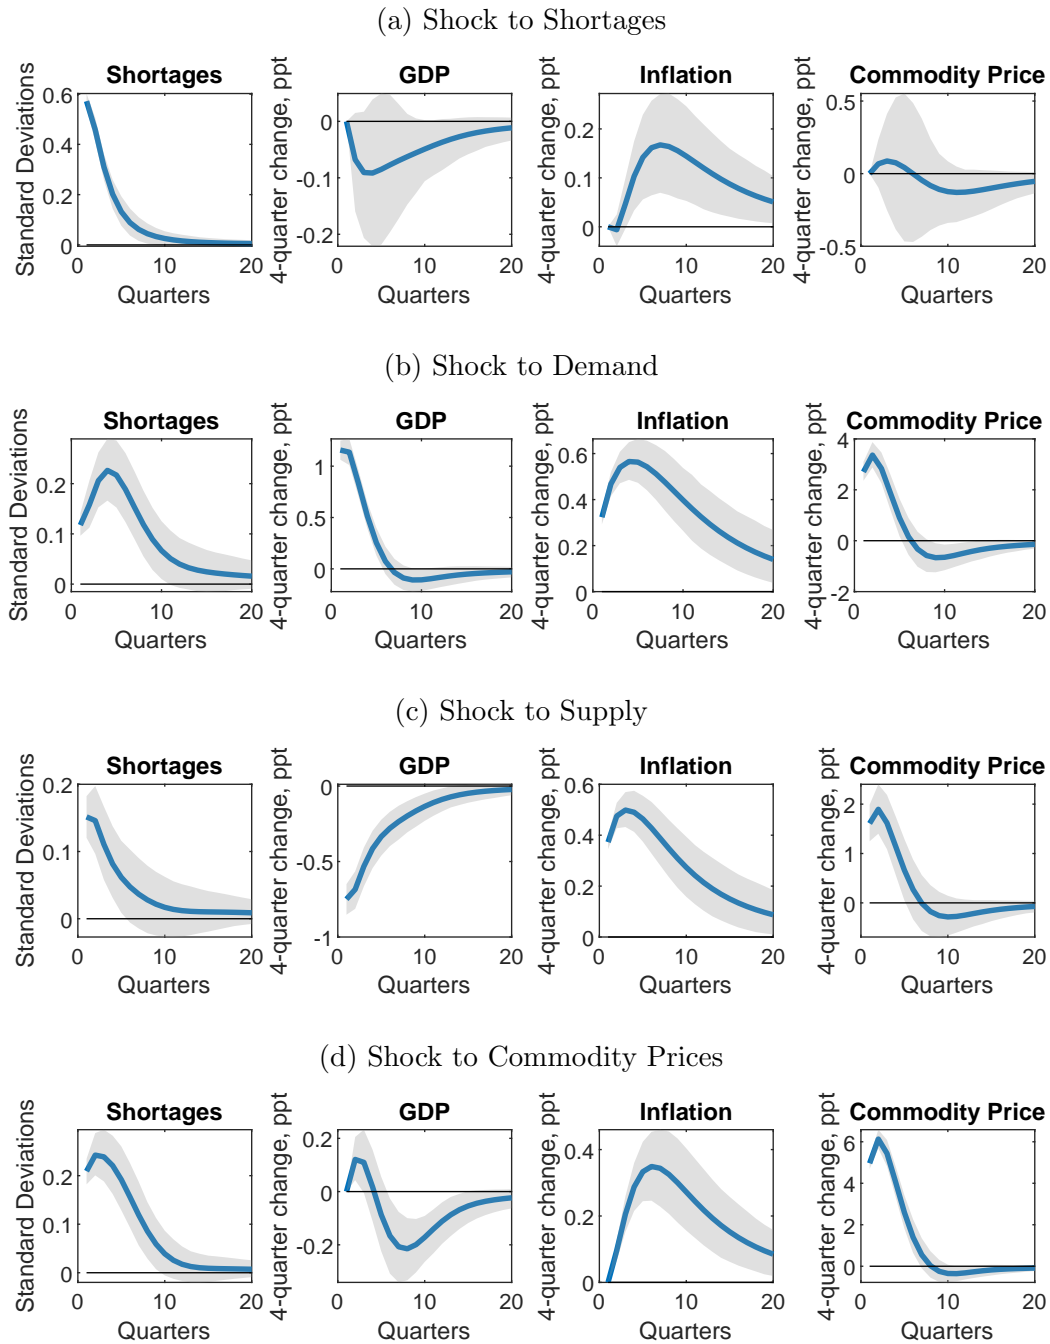 (a) Shock to Shortages
Shortages
GDP
Inflation
Commodity Price
Standard Deviations
0.6
0.4
0.2
0
0
10
20
Quarters
4-quarter change, ppt
0
-0.1
-0.2
0
10
20
Quarters
4-quarter change, ppt
0.2
0.1
0
0
10
20
Quarters
4-quarter change, ppt
0.5
0
-0.5
0
10
20
Quarters
(b) Shock to Demand
Shortages
GDP
Inflation
Commodity Price
Standard Deviations
0.2
0.1
0
0
10
20
Quarters
4-quarter change, ppt
1
0.5
0
0
10
20
Quarters
4-quarter change, ppt
0.6
0.4
0.2
0
0
10
20
Quarters
4-quarter change, ppt
4
2
0
-2
0
10
20
Quarters
(c) Shock to Supply
Shortages
GDP
Inflation
Commodity Price
Standard Deviations
0.2
0.1
0
0
10
20
Quarters
4-quarter change, ppt
0
-0.5
-1
0
10
20
Quarters
4-quarter change, ppt
0.6
0.4
0.2
0
0
10
20
Quarters
4-quarter change, ppt
2
1
0
0
10
20
Quarters
(d) Shock to Commodity Prices
Shortages
GDP
Inflation
Commodity Price
Standard Deviations
0.2
0.1
0
0
10
20
Quarters
4-quarter change, ppt
0.2
0
-0.2
0
10
20
Quarters
4-quarter change, ppt
0.4
0.2
0
0
10
20
Quarters
4-quarter change, ppt
6
4
2
0
0
10
20
Quarters